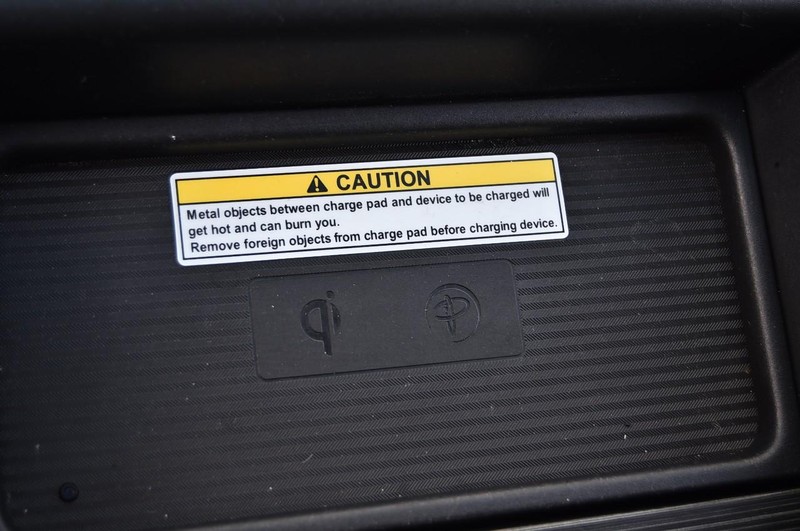 CAUTION
Metal objects between charge pad and device to be charged will
get hot and can burn you.
Remove foreign objects from charge pad before charging device.
qi